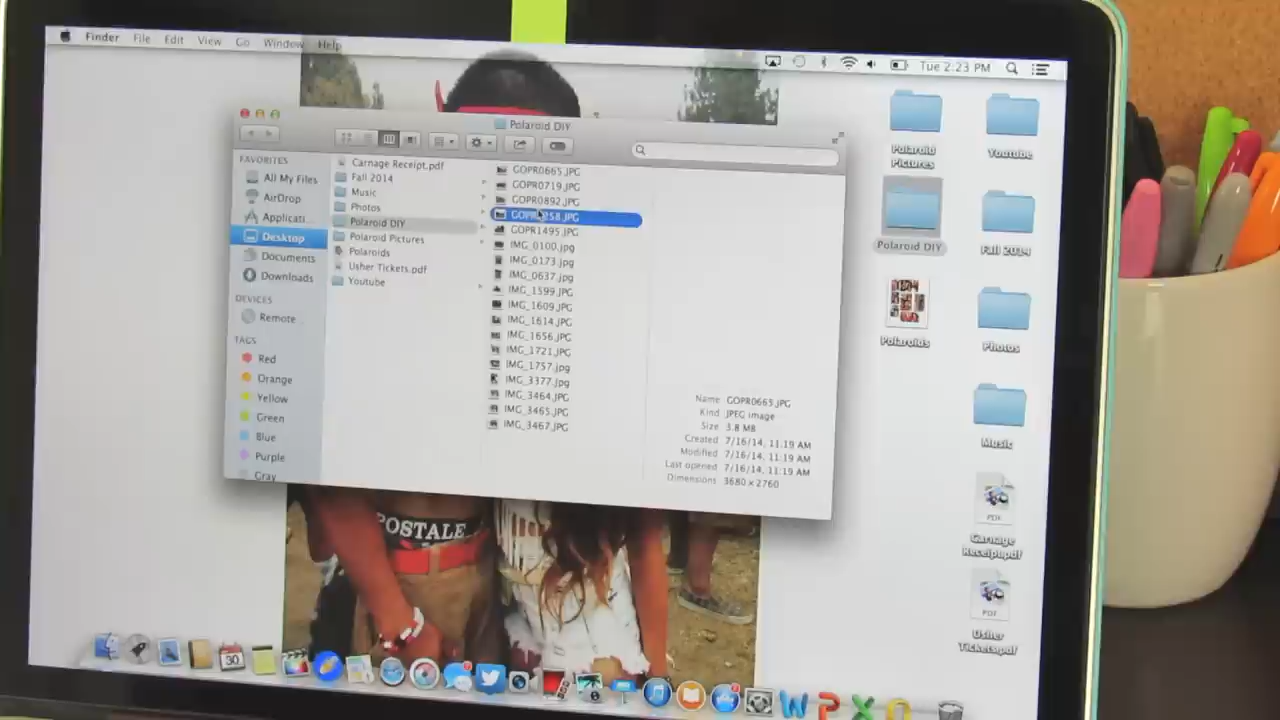 Finder File Edit View Go Window Help
Tue 2:23 PM
Polaroid DIY
FAVORITES
All My Files
AirDrop
Applicati...
Desktop
Documents
Downloads
DEVICES
Remote...
TAGS
Red
Orange
Yellow
Green
Blue
Purple
Gray
Carnage Receipt.pdf
Fall 2014
Music
Photos
Polaroid DIY
Polaroid Pictures
Polaroids
Usher Tickets.pdf
Youtube
GOPR0665.JPG
GOPR0719.JPG
GOPR0892.JPG
GOPR1495.JPG
IMG_0100.jpg
IMG_0173.jpg
IMG_0637.jpg
IMG_1599.JPG
IMG_1609.JPG
IMG_1614.JPG
IMG_1656.JPG
IMG_1721.JPG
IMG_1757.jpg
IMG_3377.jpg
IMG_3464.JPG
IMG_3465.JPG
IMG_3467.JPG
Name GOPR0665.JPG
Kind JPEG image
Size 3.8 MB
Created 7/16/14, 11:19 AM
Modified 7/16/14, 11:19 AM
Last opened 7/16/14, 11:19 AM
Dimensions 3680 × 2760
Polaroid
Pictures
Youtube
Polaroid DIY
Fall 2014
Polaroids
Photos
Music
PDF
Carnage
Receipt.pdf
PDF
Usher
Tickets.pdf
POSTALE
30